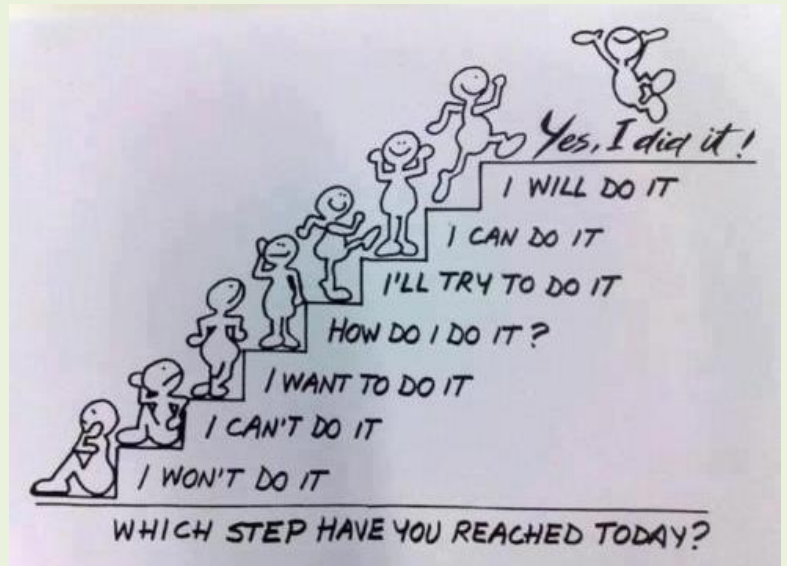 Yes, I did it!
I WILL DO IT
I CAN DO IT
I'LL TRY TO DO IT
HOW DO I DO IT?
I WANT TO DO IT
I CAN'T DO IT
I WON'T DO IT
WHICH STEP HAVE YOU REACHED TODAY?